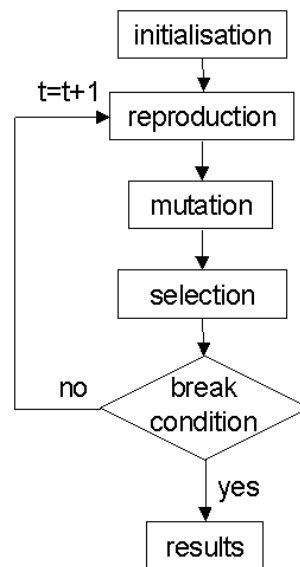 initialisation
t=t+1
reproduction
mutation
selection
no
break
condition
yes
results